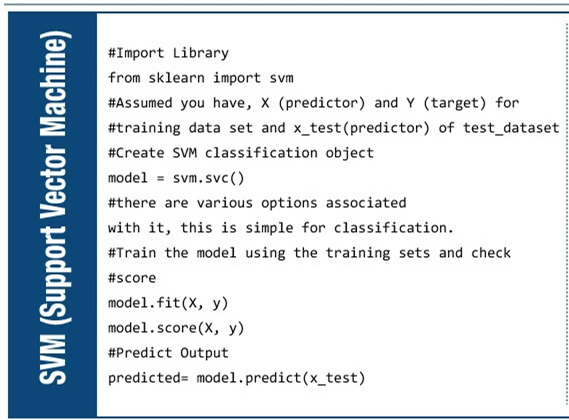 SVM (Support Vector Machine)
#Import Library
from sklearn import svm
#Assumed you have, X (predictor) and Y (target) for
#training data set and x_test(predictor) of test_dataset
#Create SVM classification object
model = svm.svc()
#there are various options associated
with it, this is simple for classification.
#Train the model using the training sets and check
#score
model.fit(X, y)
model.score(X, y)
#Predict Output
predicted= model.predict(x_test)